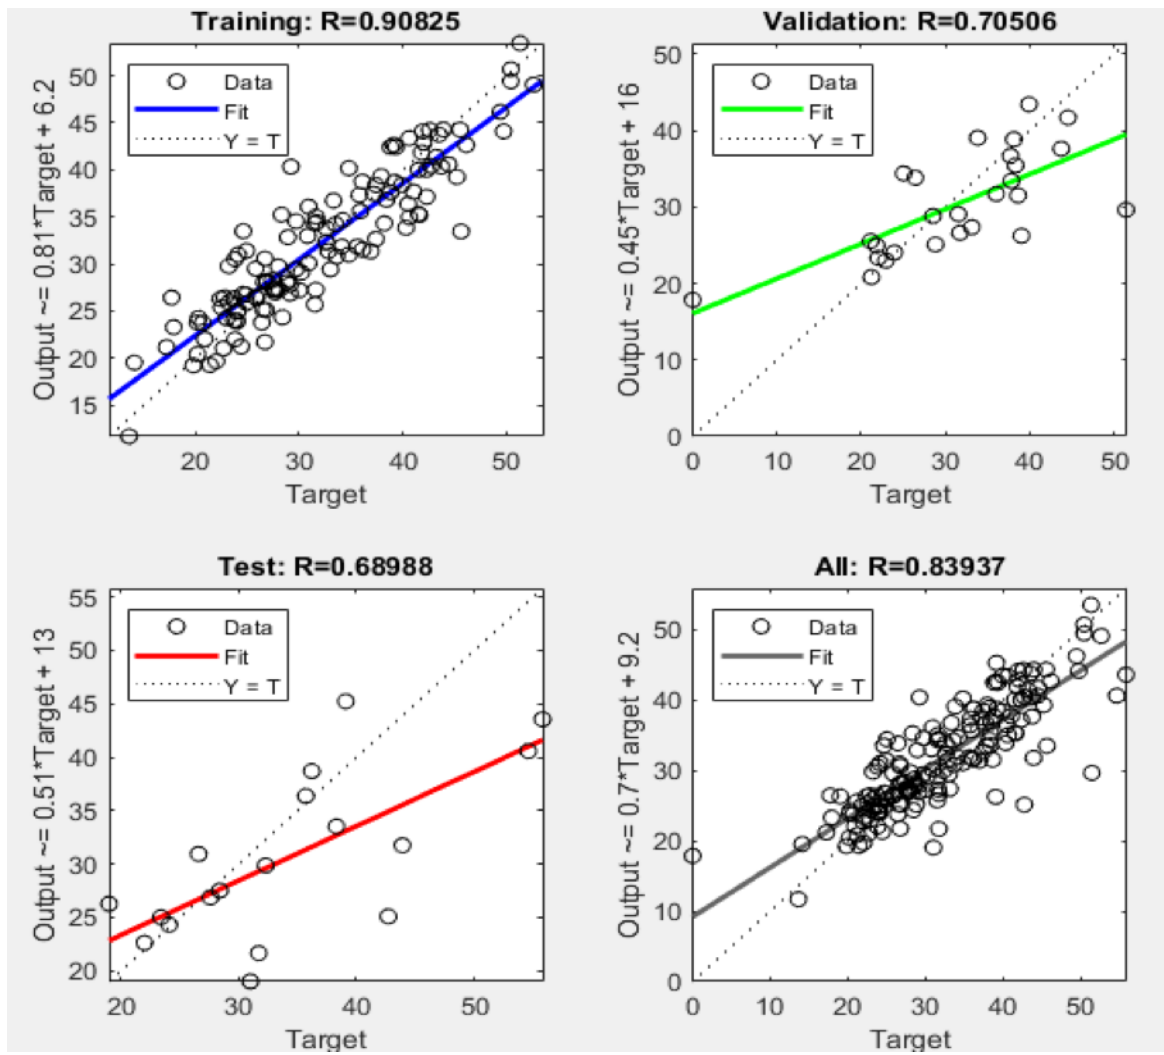 Training: R=0.90825
Output ~= 0.81*Target + 6.2
50
45
40
35
30
25
20
15
Data
Fit
Y = T
20 30 40 50
Target
Validation: R=0.70506
Output ~= 0.45*Target + 16
50
40
30
20
10
0
Data
Fit
Y = T
0 10 20 30 40 50
Target
Test: R=0.68988
Output ~= 0.51*Target + 13
55
50
45
40
35
30
25
20
Data
Fit
Y = T
20 30 40 50
Target
All: R=0.83937
Output ~= 0.7*Target + 9.2
50
40
30
20
10
0
Data
Fit
Y = T
0 10 20 30 40 50
Target